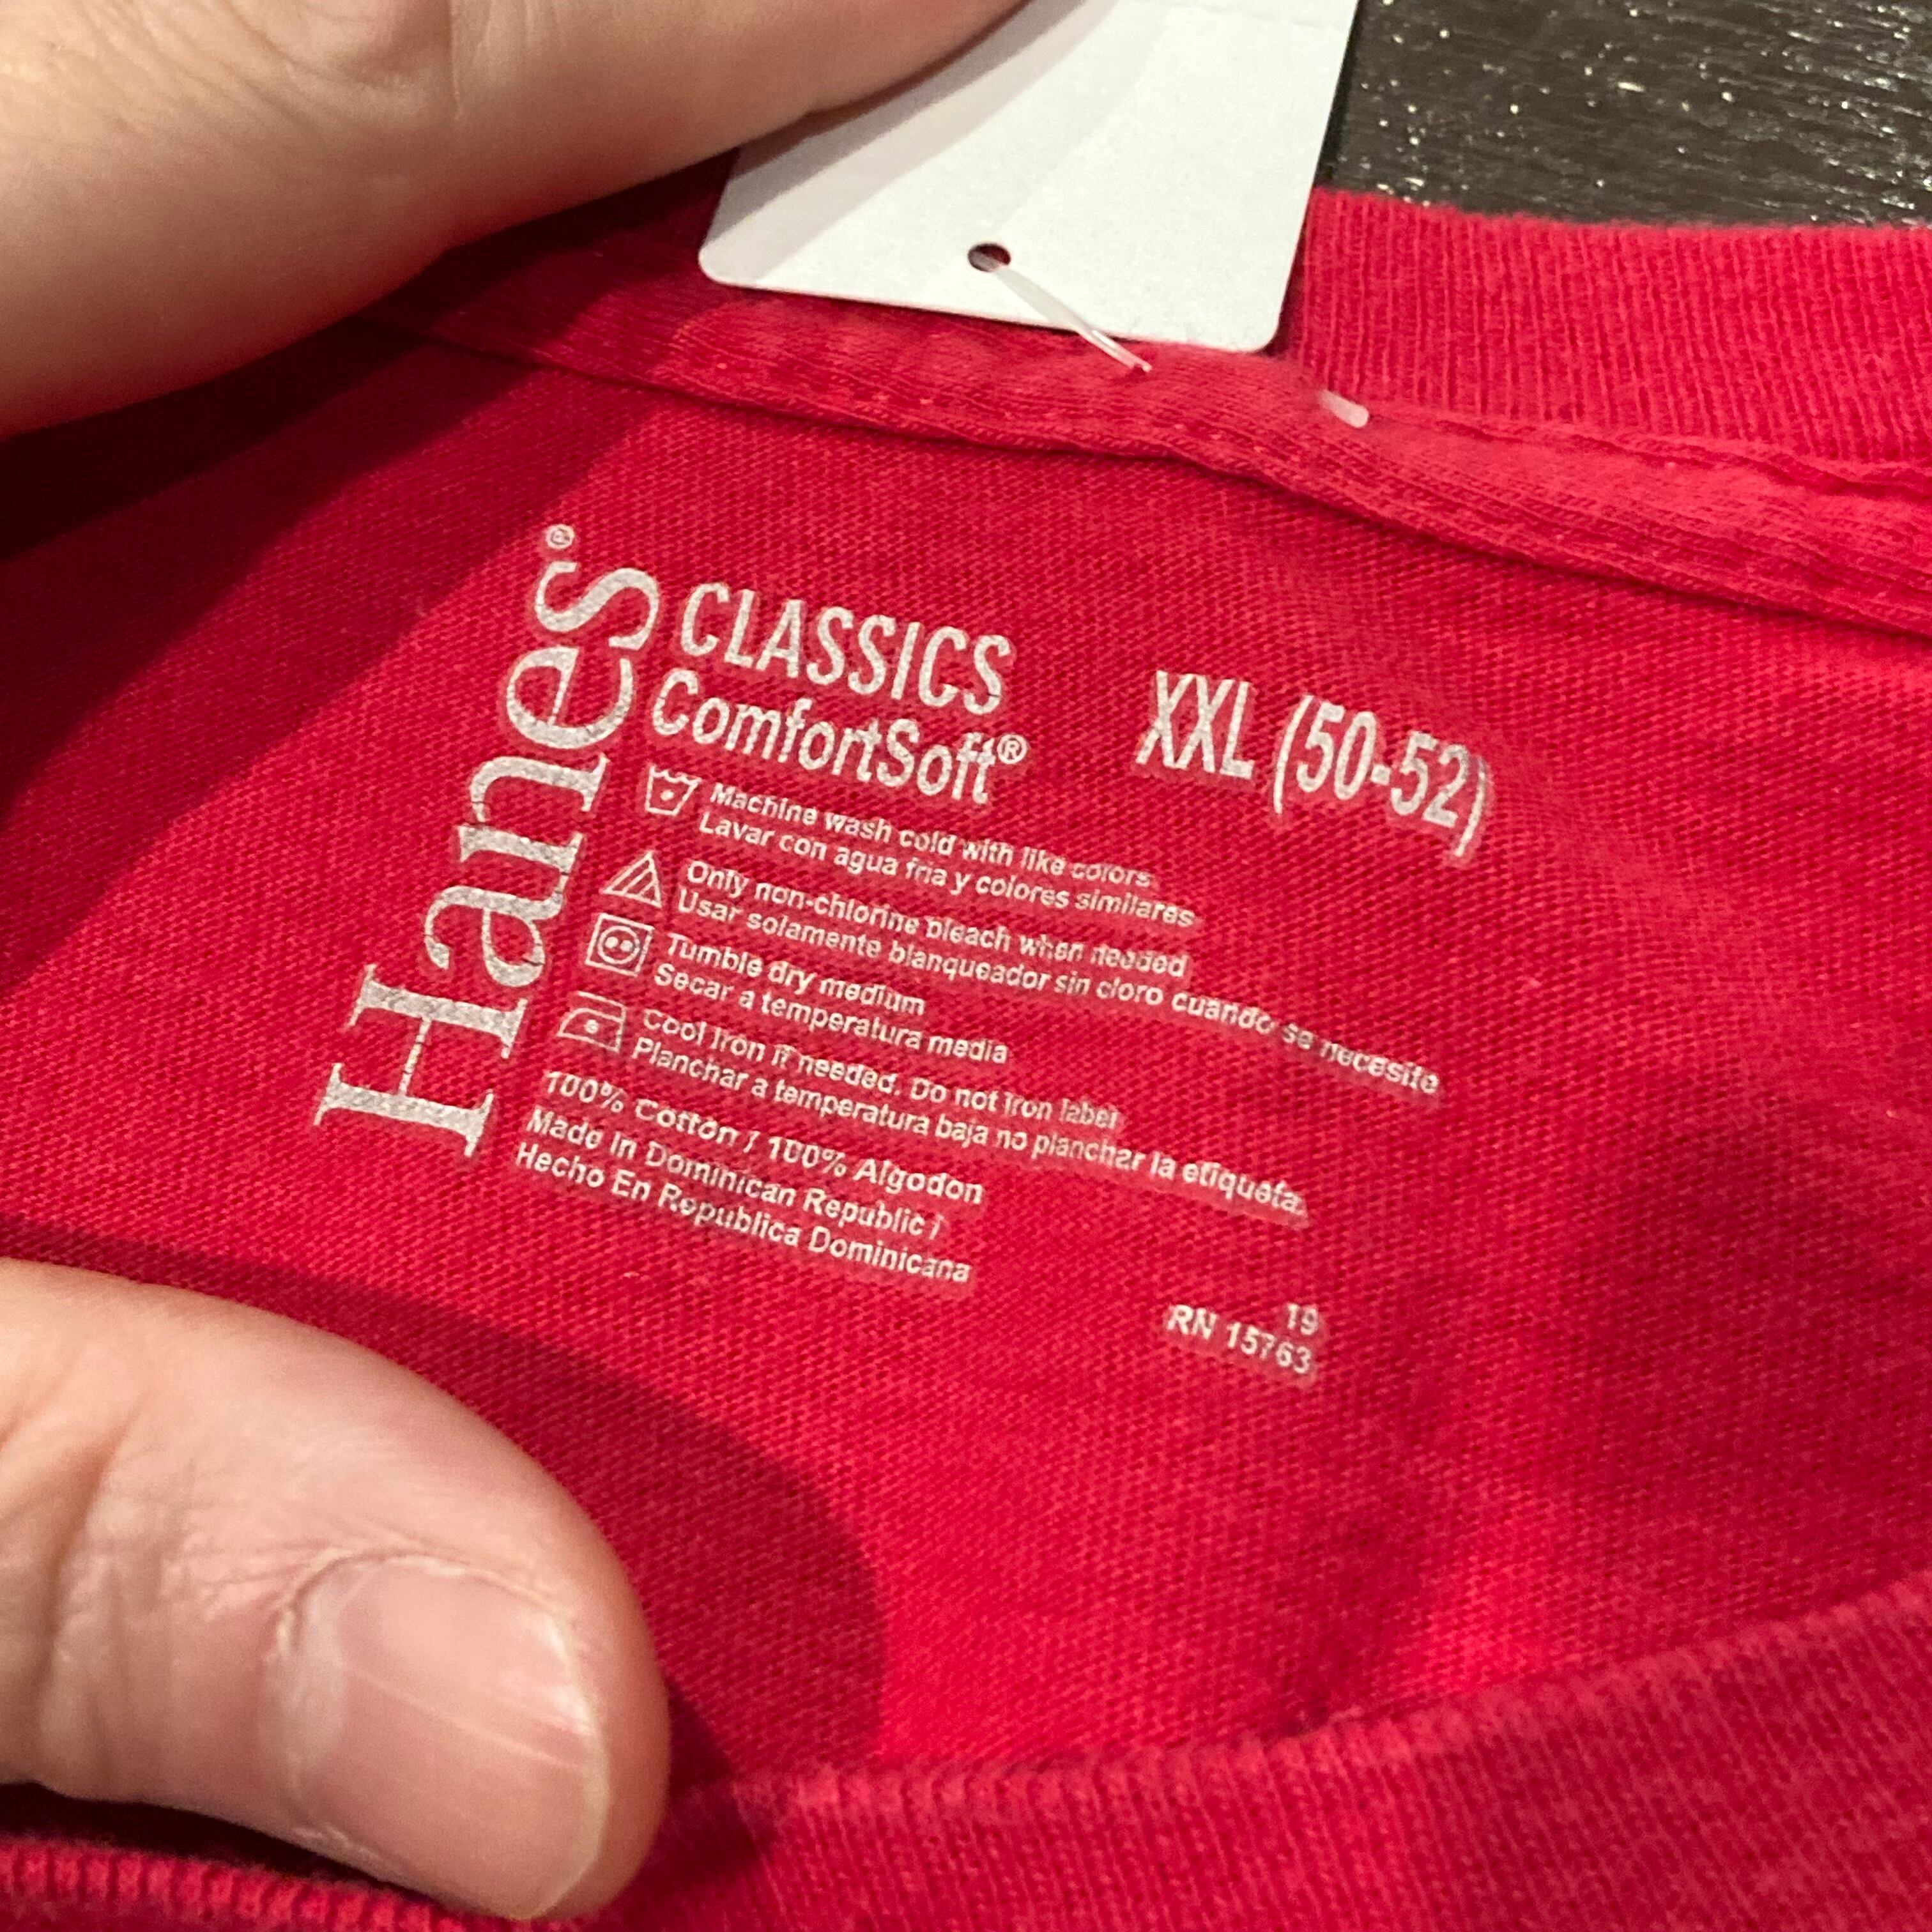 Hanes®
CLASSICS
ComfortSoft®
XXL (50-52)
Machine wash cold with like colors
Lavar con agua fria y colores similares
Only non-chlorine bleach when needed
Usar solamente blanqueador sin cloro cuando se necesite
Tumble dry medium
Secar a temperatura media
Cool iron if needed. Do not iron label
Planchar a temperatura baja no planchar la etiqueta.
100% Cotton / 100% Algodon
Made in Dominican Republic /
Hecho En Republica Dominicana
19
RN 15763